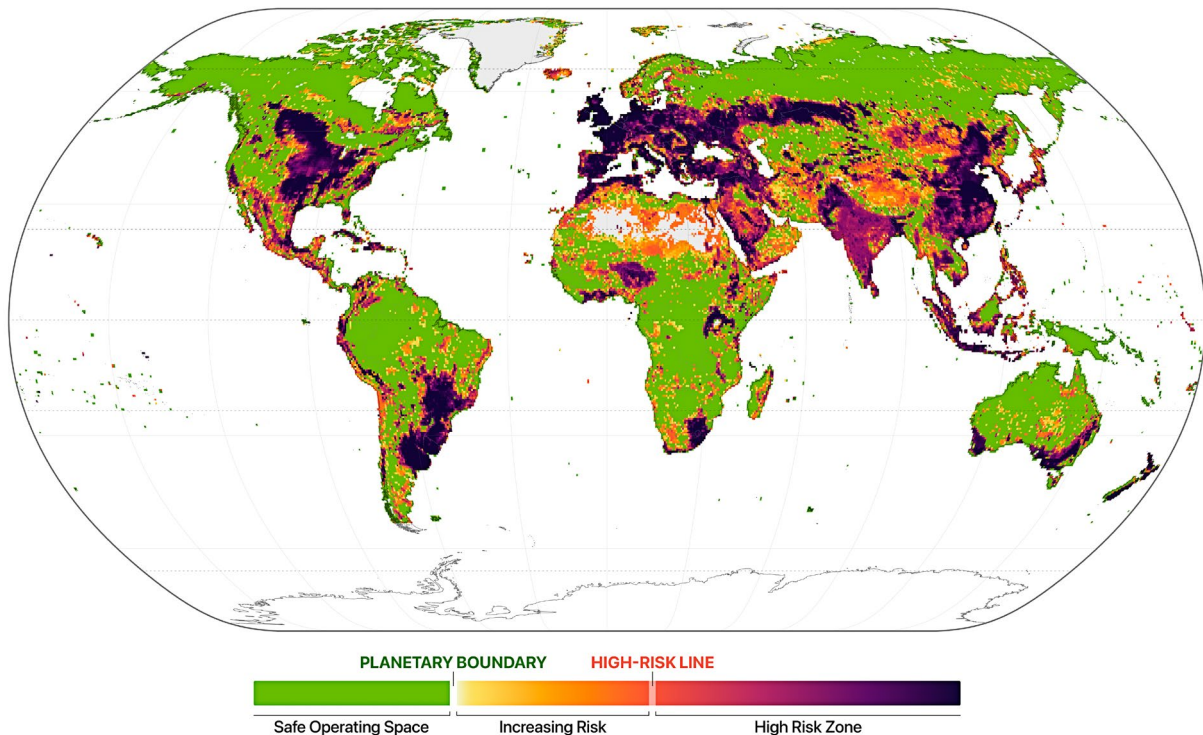 PLANETARY BOUNDARY
HIGH-RISK LINE
Safe Operating Space
Increasing Risk
High Risk Zone